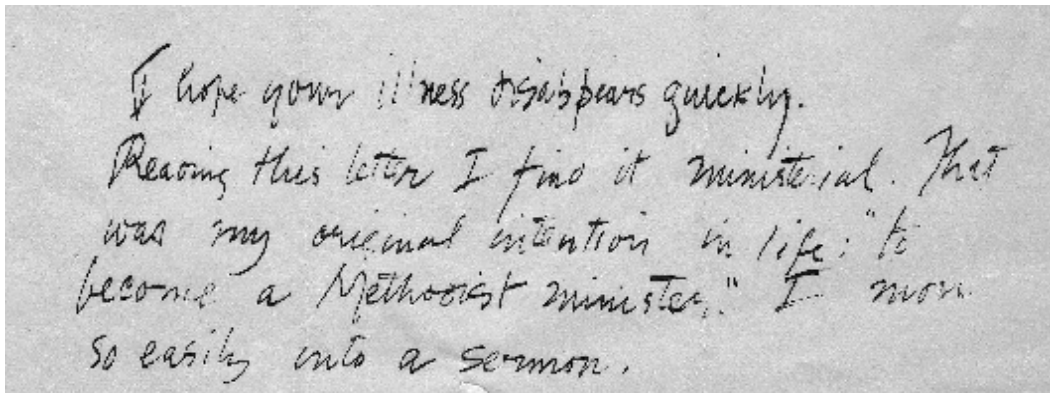 I hope your illness disappears quickly.
Reading this letter I find it ministerial. That
was my original intention in life: "to
become a Methodist minister." I move
so easily into a sermon.